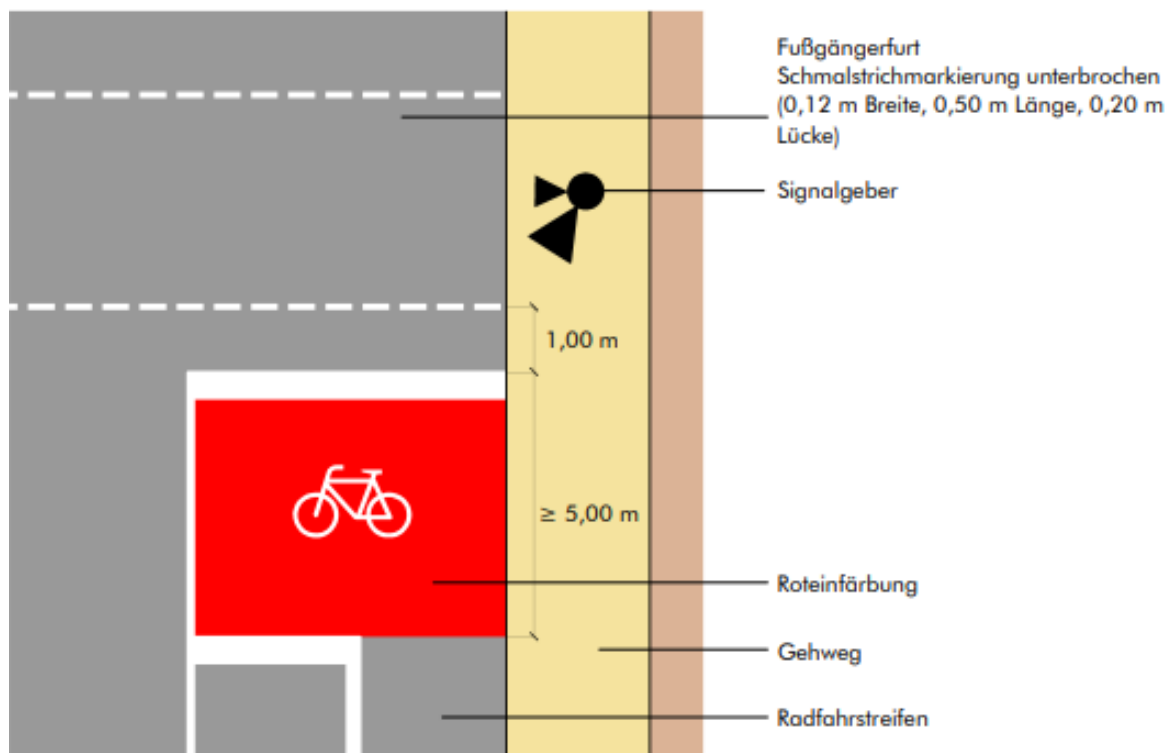 Fußgängerfurt
Schmalstrichmarkierung unterbrochen
(0,12 m Breite, 0,50 m Länge, 0,20 m
Lücke)
Signalgeber
1,00 m
≥ 5,00 m
Roteinfärbung
Gehweg
Radfahrstreifen